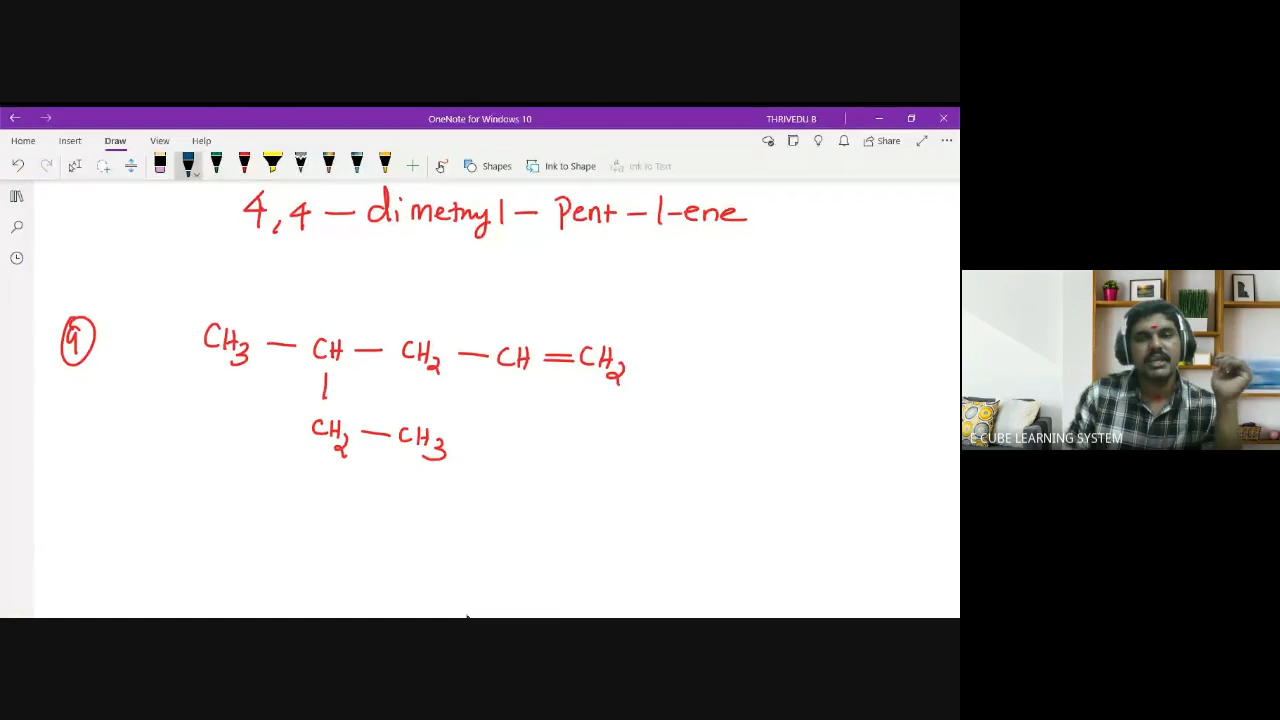 OneNote for Windows 10
THRIVEDU B
Home Insert Draw View Help
Share
Shapes
Ink to Shape
Ink to Text
4,4 — dimethyl — Pent — 1-ene
9
CH3 — CH — CH2 — CH = CH2
|
CH2 — CH3
E CUBE LEARNING SYSTEM